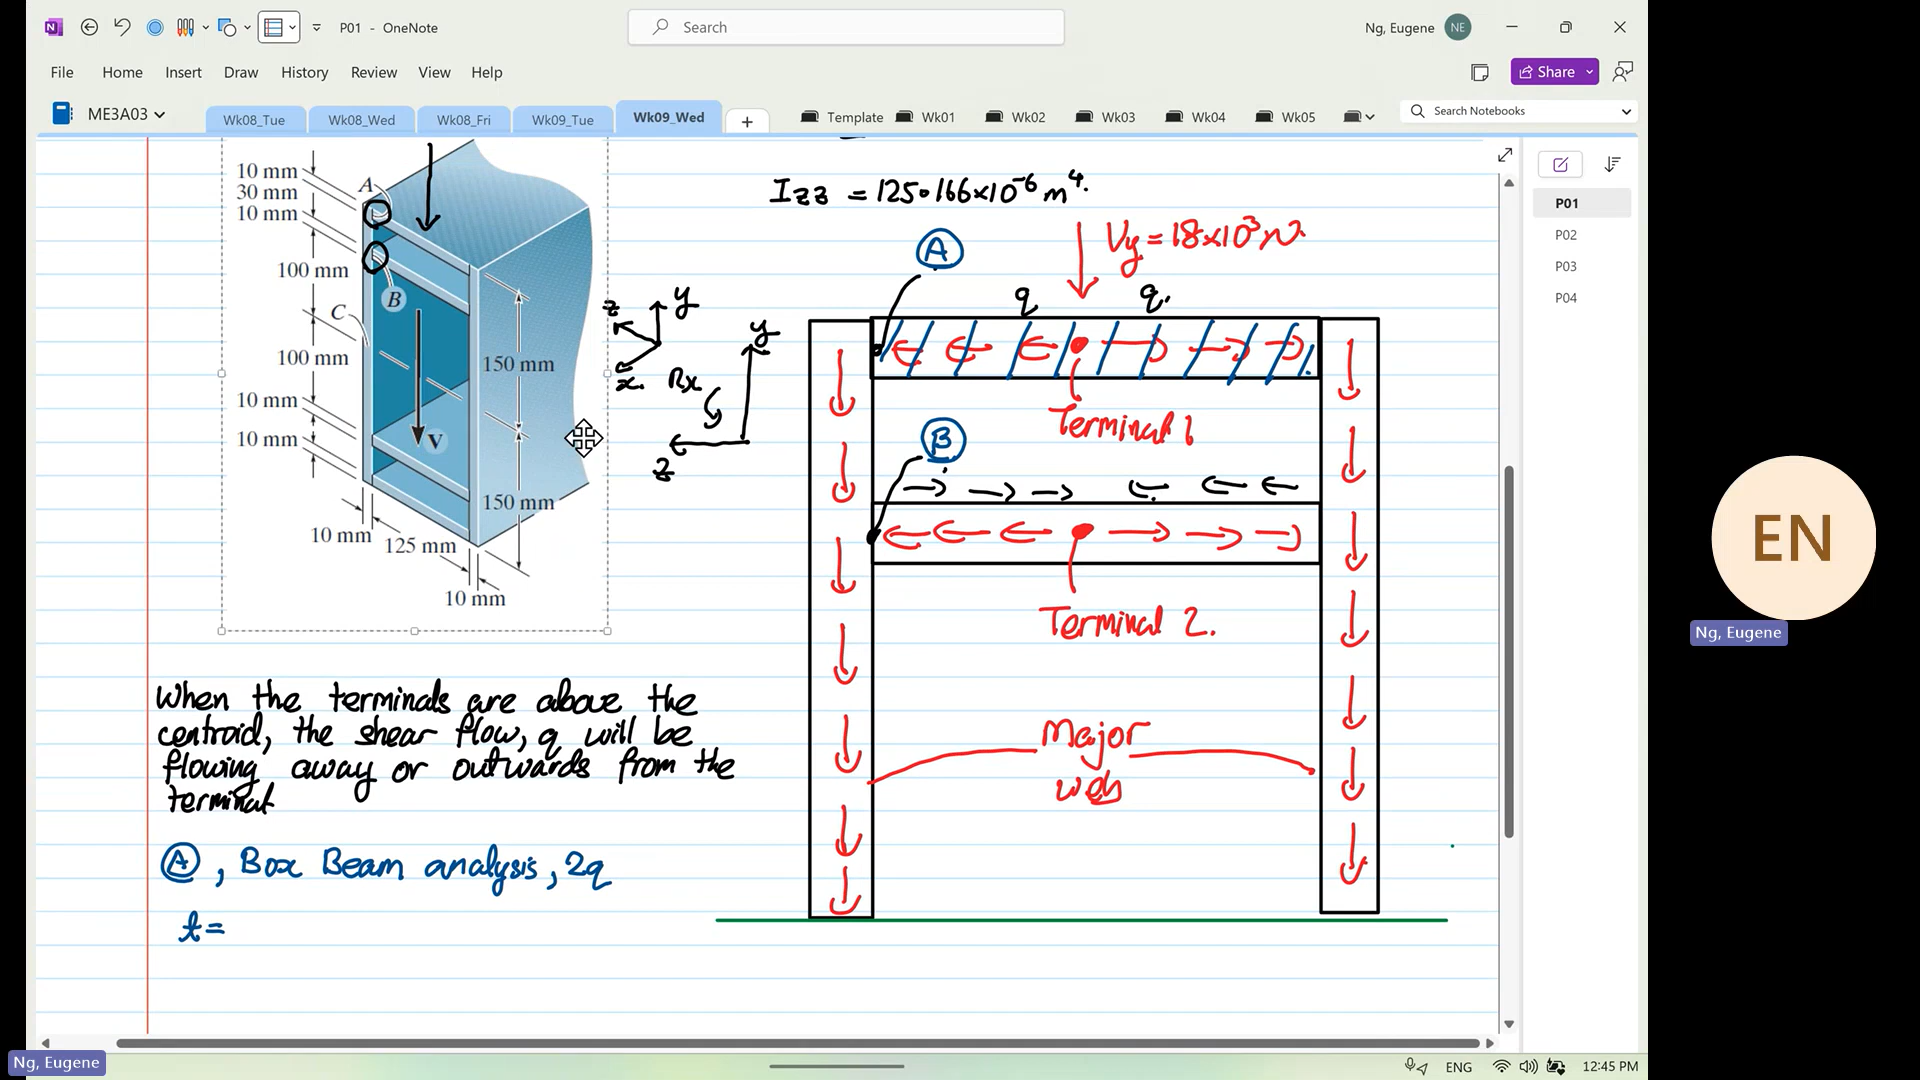 P01 - OneNote
Search
Ng, Eugene
NE
File Home Insert Draw History Review View Help
Share
ME3A03
Wk08_Tue Wk08_Wed Wk08_Fri Wk09_Tue Wk09_Wed
Template Wk01 Wk02 Wk03 Wk04 Wk05
Search Notebooks
P01
P02
P03
P04
10 mm
30 mm
10 mm
100 mm
100 mm
10 mm
10 mm
A
B
C
V
150 mm
150 mm
10 mm
125 mm
10 mm
z
y
x
Rx
y
z
Izz = 125.166x10⁻⁶ m⁴.
Vy = 18x10³ N.
A
q q.
Terminal 1
B
Terminal 2.
Major
web
When the terminals are above the
centroid, the shear flow, q will be
flowing away or outwards from the
terminal
A , Box Beam analysis, 2q
t=
EN
Ng, Eugene
Ng, Eugene
ENG
12:45 PM